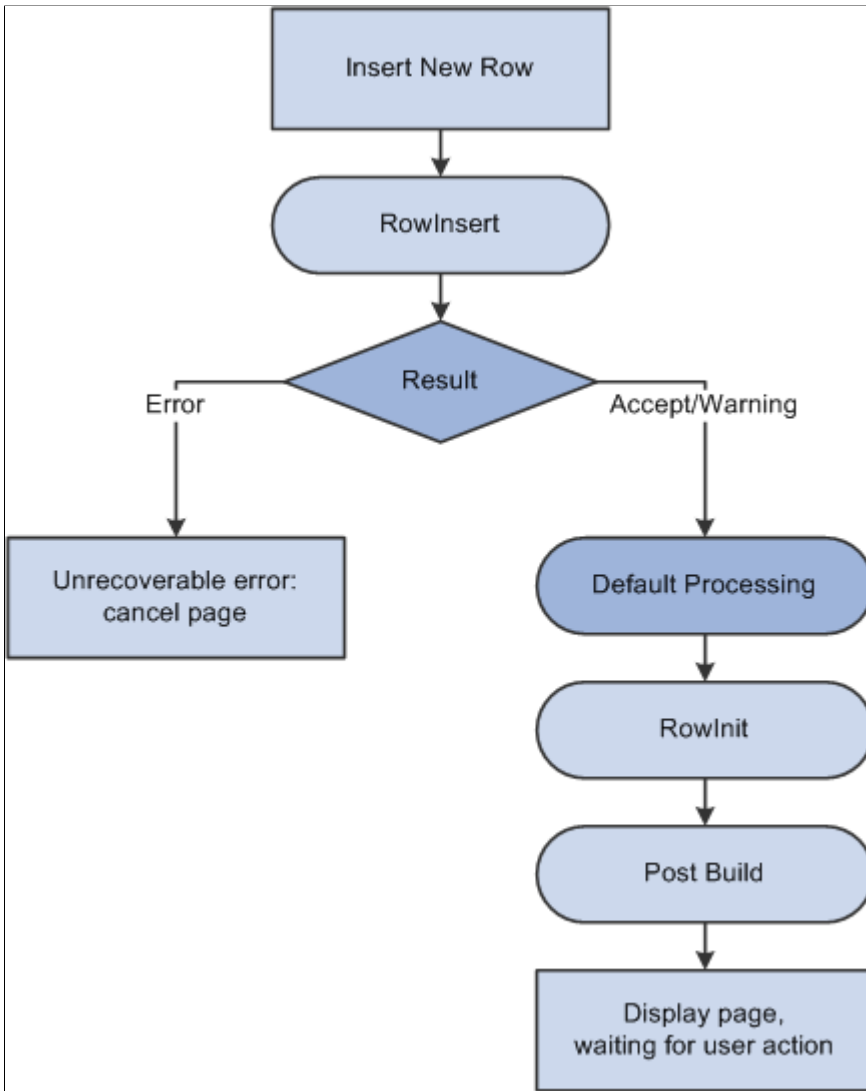 Insert New Row
RowInsert
Result
Error
Accept/Warning
Unrecoverable error:
cancel page
Default Processing
RowInit
Post Build
Display page,
waiting for user action